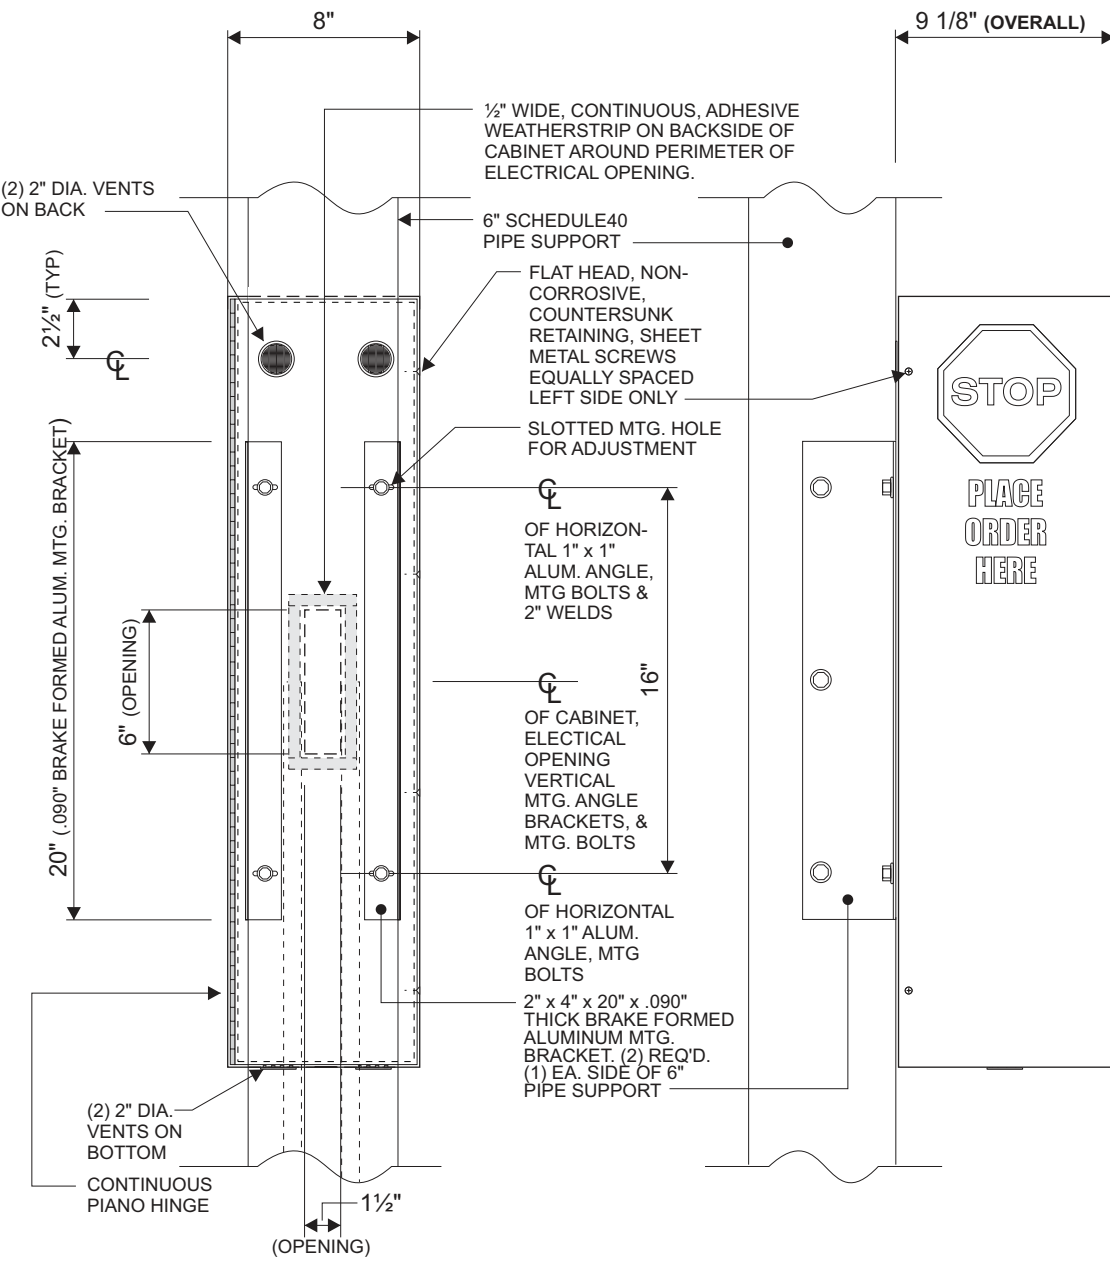 8"
9 1/8" (OVERALL)
½" WIDE, CONTINUOUS, ADHESIVE
WEATHERSTRIP ON BACKSIDE OF
CABINET AROUND PERIMETER OF
ELECTRICAL OPENING.
(2) 2" DIA. VENTS
ON BACK
6" SCHEDULE40
PIPE SUPPORT
2½" (TYP)
℄
FLAT HEAD, NON-
CORROSIVE,
COUNTERSUNK
RETAINING, SHEET
METAL SCREWS
EQUALLY SPACED
LEFT SIDE ONLY
STOP
PLACE
ORDER
HERE
SLOTTED MTG. HOLE
FOR ADJUSTMENT
20" (.090" BRAKE FORMED ALUM. MTG. BRACKET)
6" (OPENING)
℄
OF HORIZON-
TAL 1" x 1"
ALUM. ANGLE,
MTG BOLTS &
2" WELDS
16"
℄
OF CABINET,
ELECTICAL
OPENING
VERTICAL
MTG. ANGLE
BRACKETS, &
MTG. BOLTS
℄
OF HORIZONTAL
1" x 1" ALUM.
ANGLE, MTG
BOLTS
2" x 4" x 20" x .090"
THICK BRAKE FORMED
ALUMINUM MTG.
BRACKET. (2) REQ'D.
(1) EA. SIDE OF 6"
PIPE SUPPORT
(2) 2" DIA.
VENTS ON
BOTTOM
CONTINUOUS
PIANO HINGE
1½"
(OPENING)